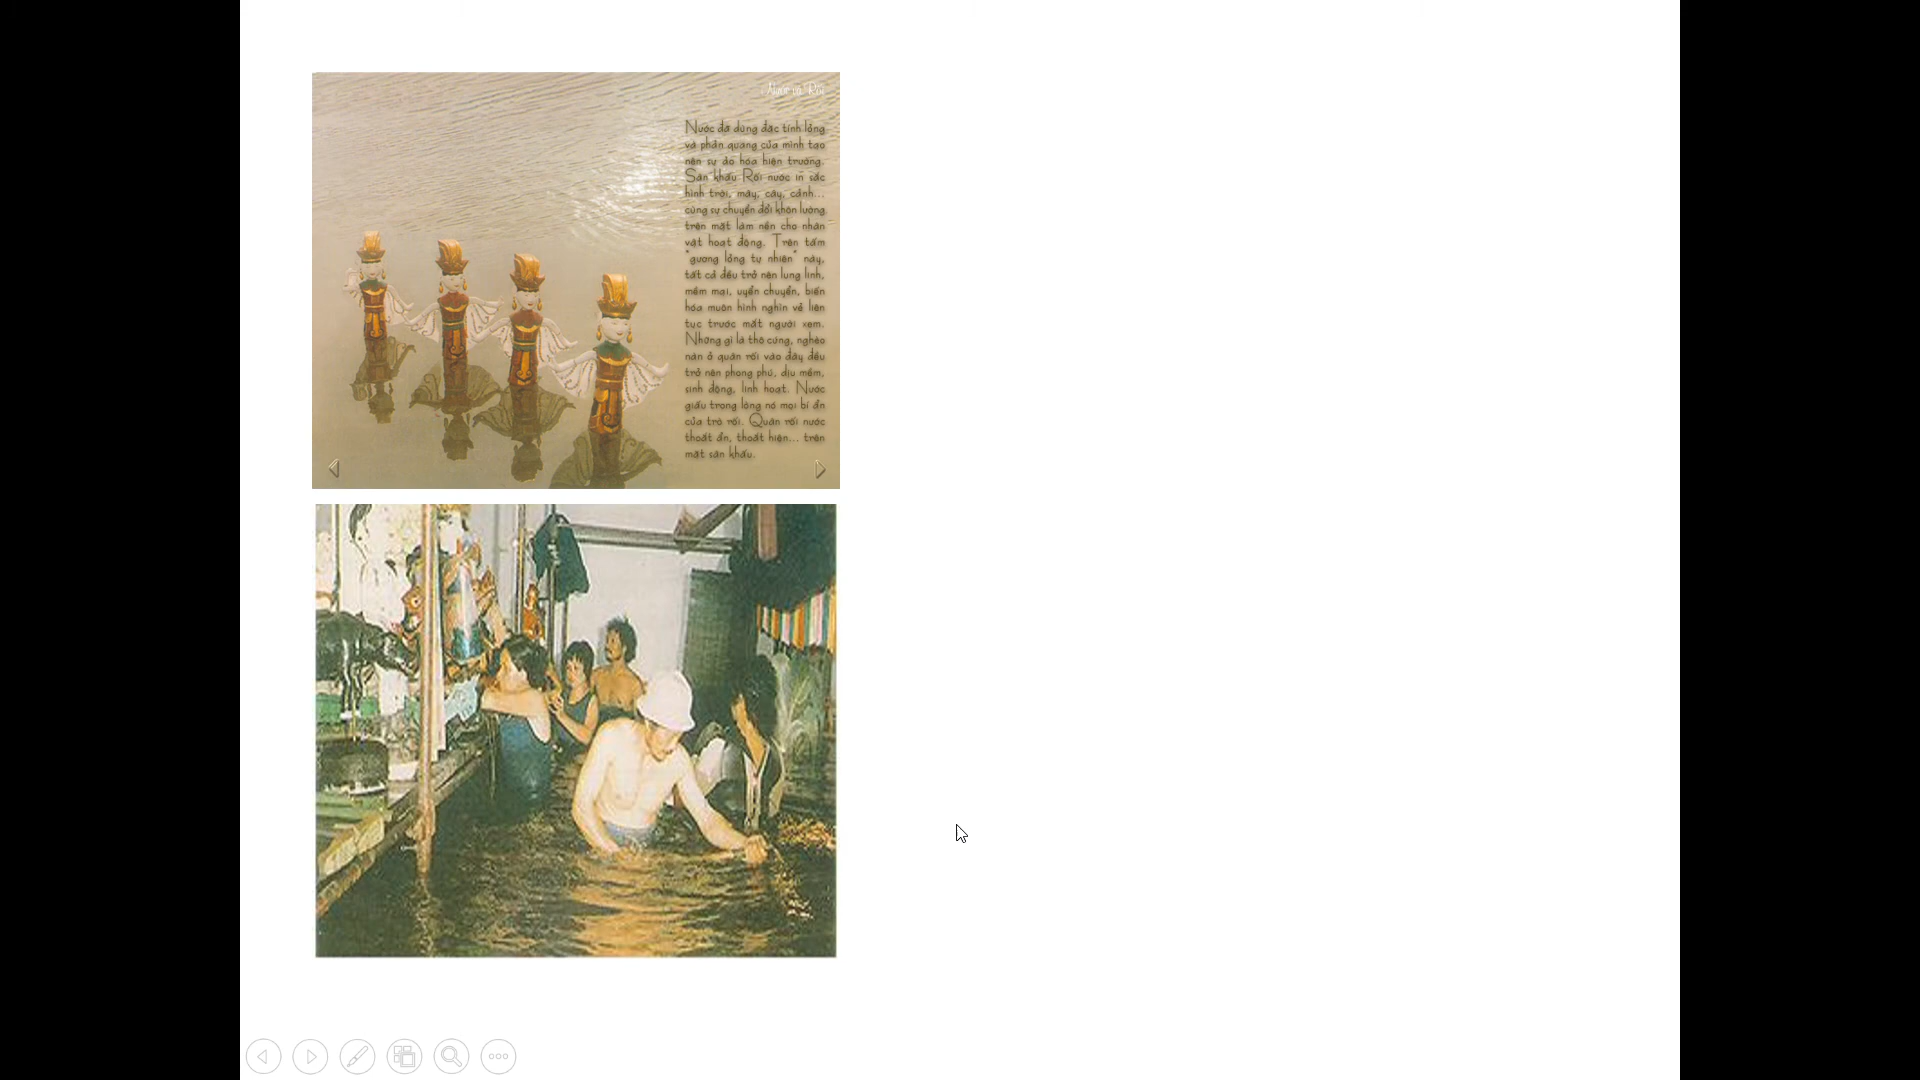 Nước và Rối
Nước đã dùng đặc tính lỏng
và phản quang của mình tạo
nên sự ảo hóa hiện trường.
Sân khấu Rối nước in sắc
hình trời, mây, cây, cảnh...
cùng sự chuyển đổi khôn lường
trên mặt làm nền cho nhân
vật hoạt động. Trên tấm
"gương lỏng tự nhiên" này,
tất cả đều trở nên lung linh,
mềm mại, uyển chuyển, biến
hóa muôn hình nghìn vẻ liên
tục trước mắt người xem.
Những gì là thô cứng, nghèo
nàn ở quân rối vào đây đều
trở nên phong phú, dịu mềm,
sinh động, linh hoạt. Nước
giấu trong lòng nó mọi bí ẩn
của trò rối. Quân rối nước
thoắt ẩn, thoắt hiện... trên
mặt sân khấu.